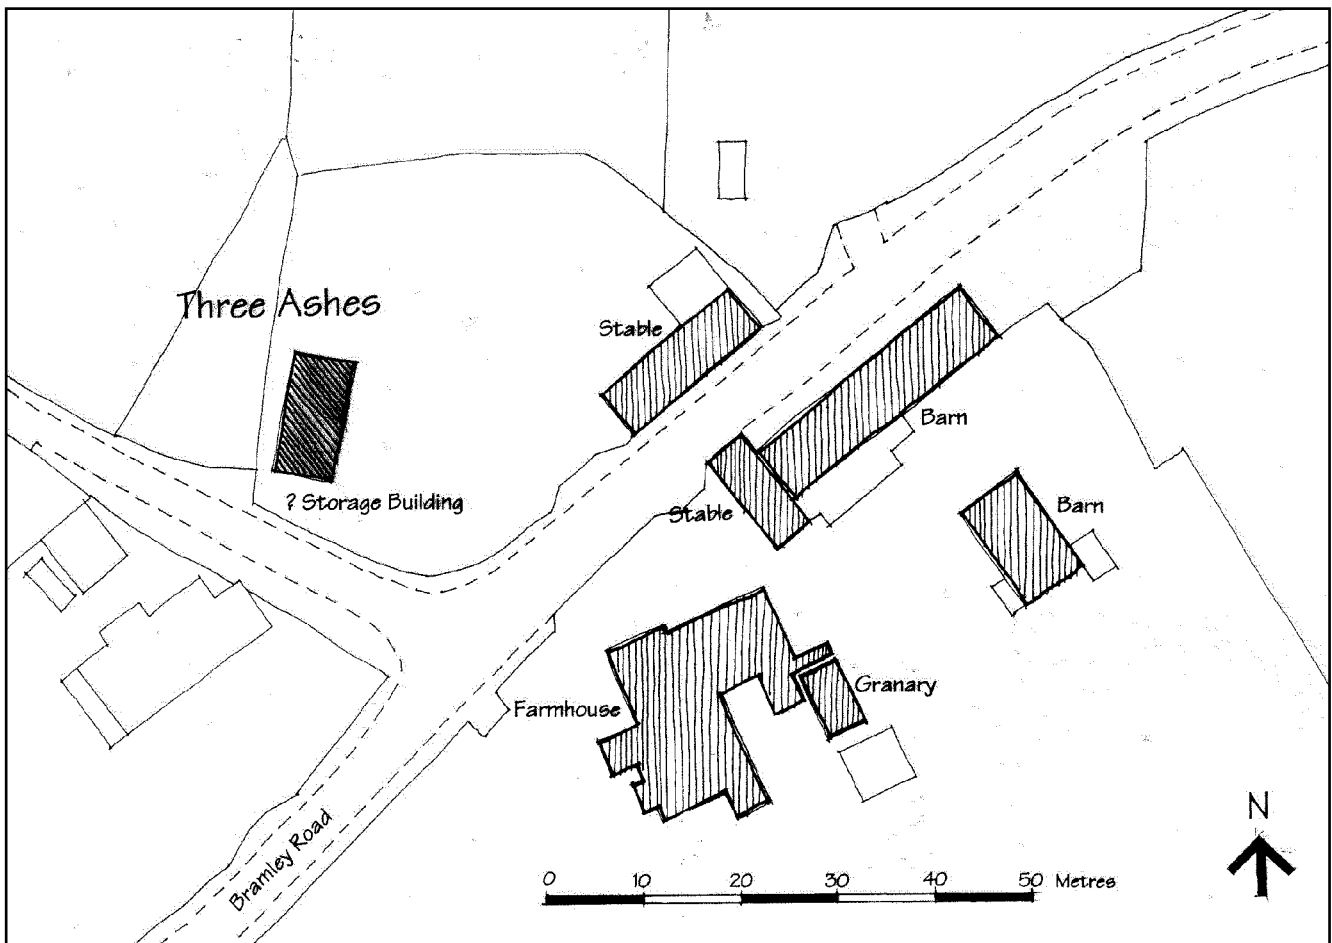 Three Ashes
Stable
Barn
? Storage Building
Stable
Barn
Farmhouse
Granary
Bramley Road
N
0 10 20 30 40 50 Metres